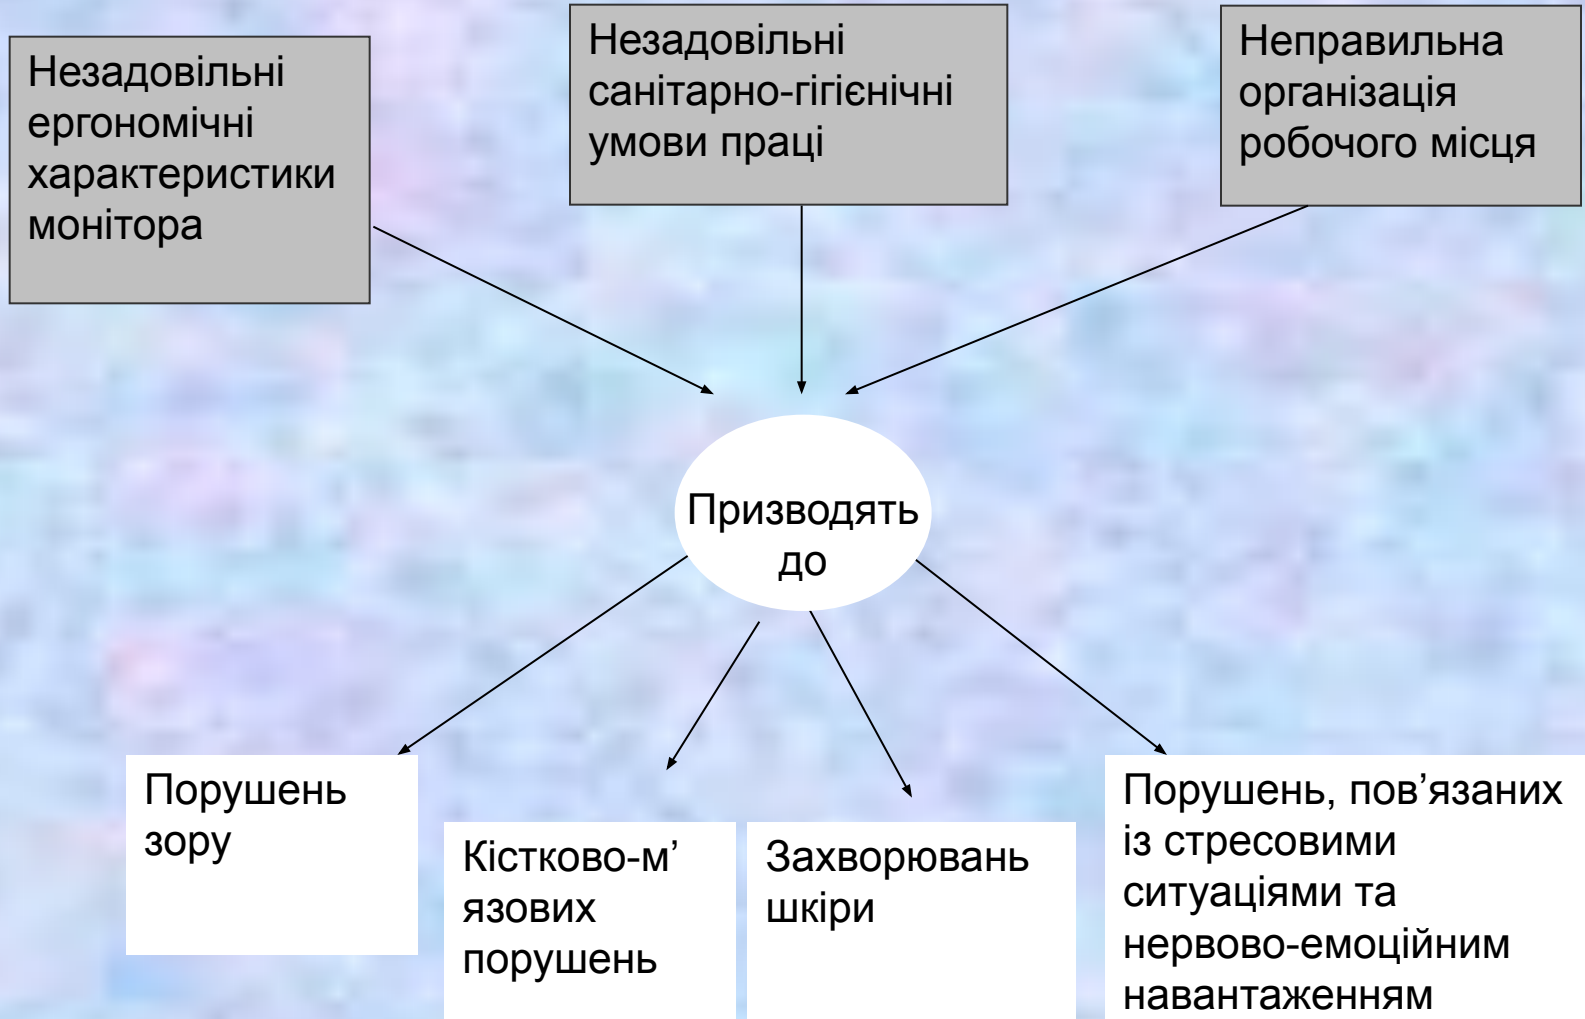 Незадовільні
ергономічні
характеристики
монітора
Незадовільні
санітарно-гігієнічні
умови праці
Неправильна
організація
робочого місця
Призводять
до
Порушень
зору
Кістково-м’
язових
порушень
Захворювань
шкіри
Порушень, пов’язаних
із стресовими
ситуаціями та
нервово-емоційним
навантаженням